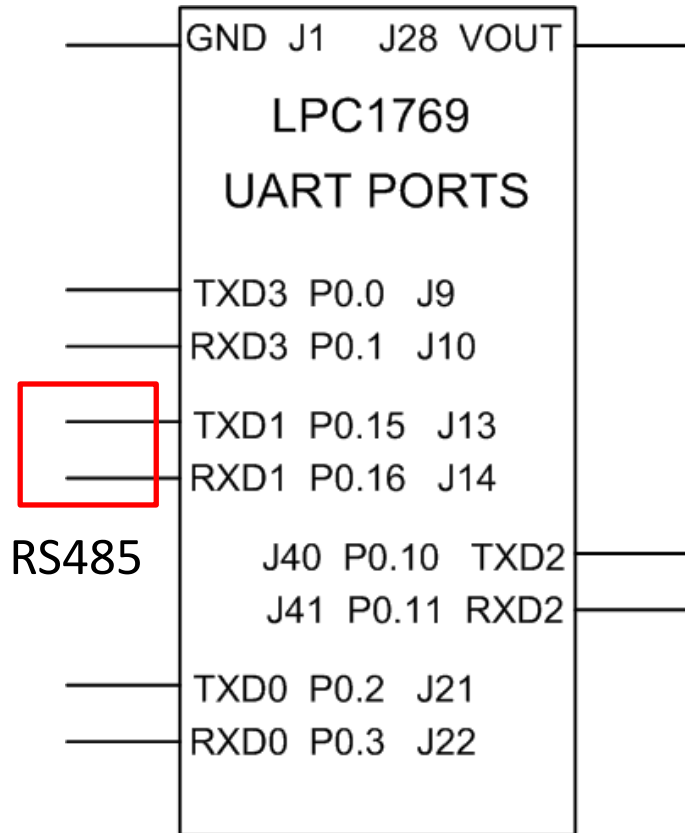 GND J1 J28 VOUT
LPC1769
UART PORTS
TXD3 P0.0 J9
RXD3 P0.1 J10
TXD1 P0.15 J13
RXD1 P0.16 J14
RS485
J40 P0.10 TXD2
J41 P0.11 RXD2
TXD0 P0.2 J21
RXD0 P0.3 J22